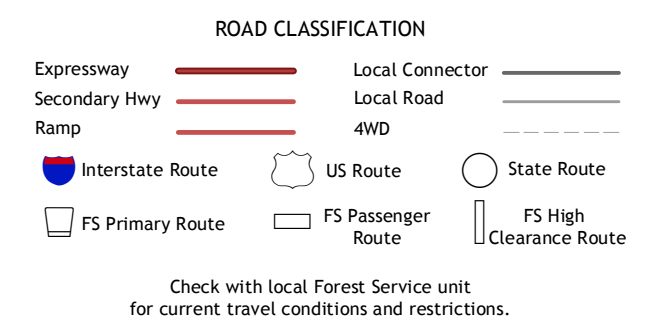 ROAD CLASSIFICATION
Expressway
Local Connector
Secondary Hwy
Local Road
Ramp
4WD
Interstate Route
US Route
State Route
FS Primary Route
FS Passenger
Route
FS High
Clearance Route
Check with local Forest Service unit
for current travel conditions and restrictions.